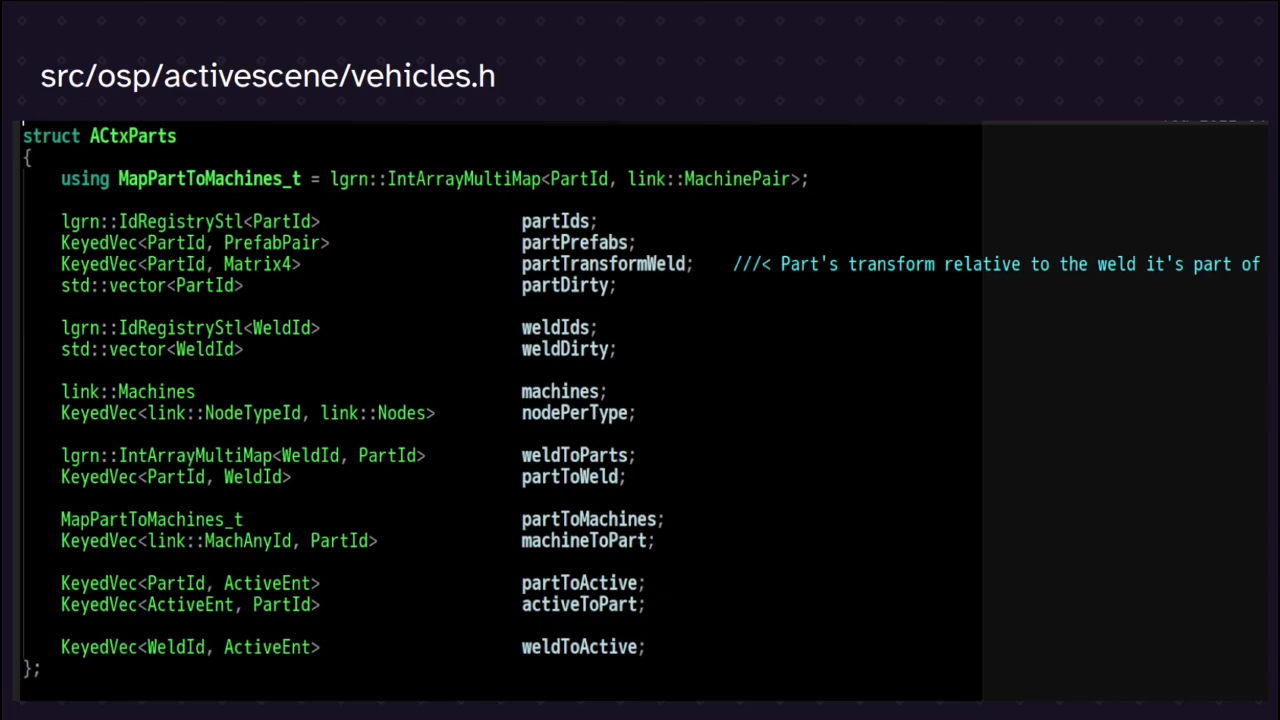 src/osp/activescene/vehicles.h
struct ACtxParts
{
using MapPartToMachines_t = lgrn::IntArrayMultiMap<PartId, link::MachinePair>;
lgrn::IdRegistryStl<PartId> partIds;
KeyedVec<PartId, PrefabPair> partPrefabs;
KeyedVec<PartId, Matrix4> partTransformWeld; ///< Part's transform relative to the weld it's part of
std::vector<PartId> partDirty;
lgrn::IdRegistryStl<WeldId> weldIds;
std::vector<WeldId> weldDirty;
link::Machines machines;
KeyedVec<link::NodeTypeId, link::Nodes> nodePerType;
lgrn::IntArrayMultiMap<WeldId, PartId> weldToParts;
KeyedVec<PartId, WeldId> partToWeld;
MapPartToMachines_t partToMachines;
KeyedVec<link::MachAnyId, PartId> machineToPart;
KeyedVec<PartId, ActiveEnt> partToActive;
KeyedVec<ActiveEnt, PartId> activeToPart;
KeyedVec<WeldId, ActiveEnt> weldToActive;
};